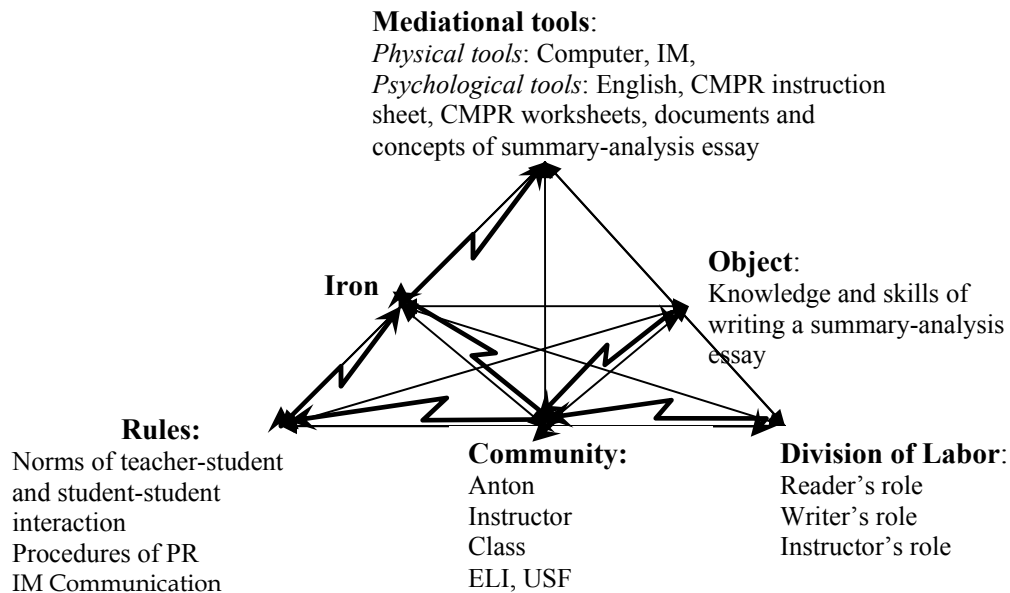 Mediational tools:
Physical tools: Computer, IM,
Psychological tools: English, CMPR instruction
sheet, CMPR worksheets, documents and
concepts of summary-analysis essay
Iron
Object:
Knowledge and skills of
writing a summary-analysis
essay
Rules:
Norms of teacher-student
and student-student
interaction
Procedures of PR
IM Communication
Community:
Anton
Instructor
Class
ELI, USF
Division of Labor:
Reader’s role
Writer’s role
Instructor’s role